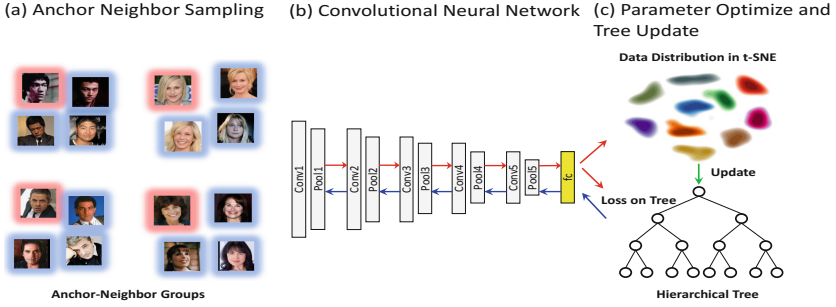 (a) Anchor Neighbor Sampling
(b) Convolutional Neural Network
(c) Parameter Optimize and
Tree Update
Data Distribution in t-SNE
Conv1
Pool1
Conv2
Pool2
Conv3
Pool3
Conv4
Pool4
Conv5
Pool5
fc
Update
Loss on Tree
Anchor-Neighbor Groups
Hierarchical Tree